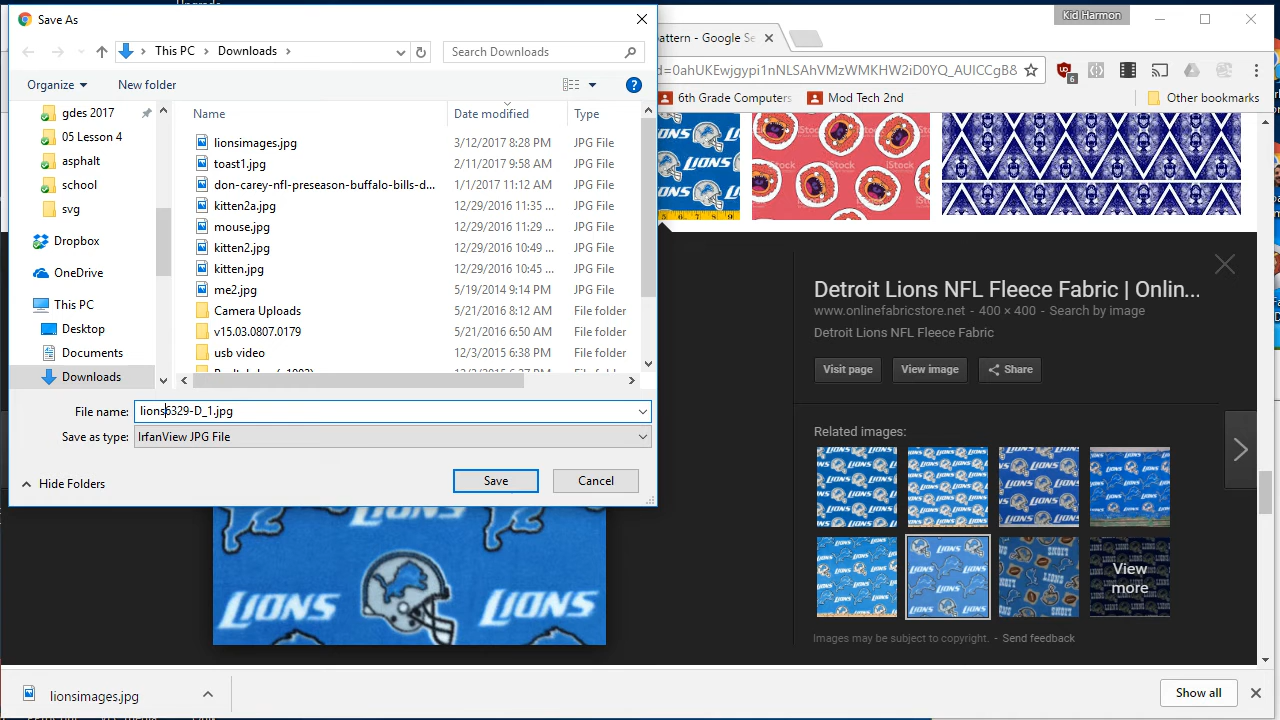 Save As
Kid Harmon
This PC
Downloads
Search Downloads
attern - Google Se
d=0ahUKEwjgypi1nNLSAhVMzWMKHW2iD0YQ_AUICCgB&
6
Organize
New folder
6th Grade Computers
Mod Tech 2nd
Other bookmarks
gdes 2017
05 Lesson 4
asphalt
school
svg
Dropbox
OneDrive
This PC
Desktop
Documents
Downloads
Name
Date modified
Type
lionsimages.jpg
3/12/2017 8:28 PM
JPG File
toast1.jpg
2/11/2017 9:58 AM
JPG File
don-carey-nfl-preseason-buffalo-bills-d...
1/1/2017 11:12 AM
JPG File
kitten2a.jpg
12/29/2016 11:35 ...
JPG File
mouse.jpg
12/29/2016 11:29 ...
JPG File
kitten2.jpg
12/29/2016 10:49 ...
JPG File
kitten.jpg
12/29/2016 10:45 ...
JPG File
me2.jpg
5/19/2014 9:14 PM
JPG File
Camera Uploads
5/21/2016 8:12 AM
File folder
v15.03.0807.0179
5/21/2016 6:50 AM
File folder
usb video
12/3/2015 6:38 PM
File folder
File name:
lions6329-D_1.jpg
Save as type:
IrfanView JPG File
Hide Folders
Save
Cancel
LIONS
iStock
Detroit Lions NFL Fleece Fabric | Onlin...
www.onlinefabricstore.net - 400 × 400 - Search by image
Detroit Lions NFL Fleece Fabric
Visit page
View image
Share
Related images:
View
more
Images may be subject to copyright. - Send feedback
LIONS
LIONS
LIONS
lionsimages.jpg
Show all